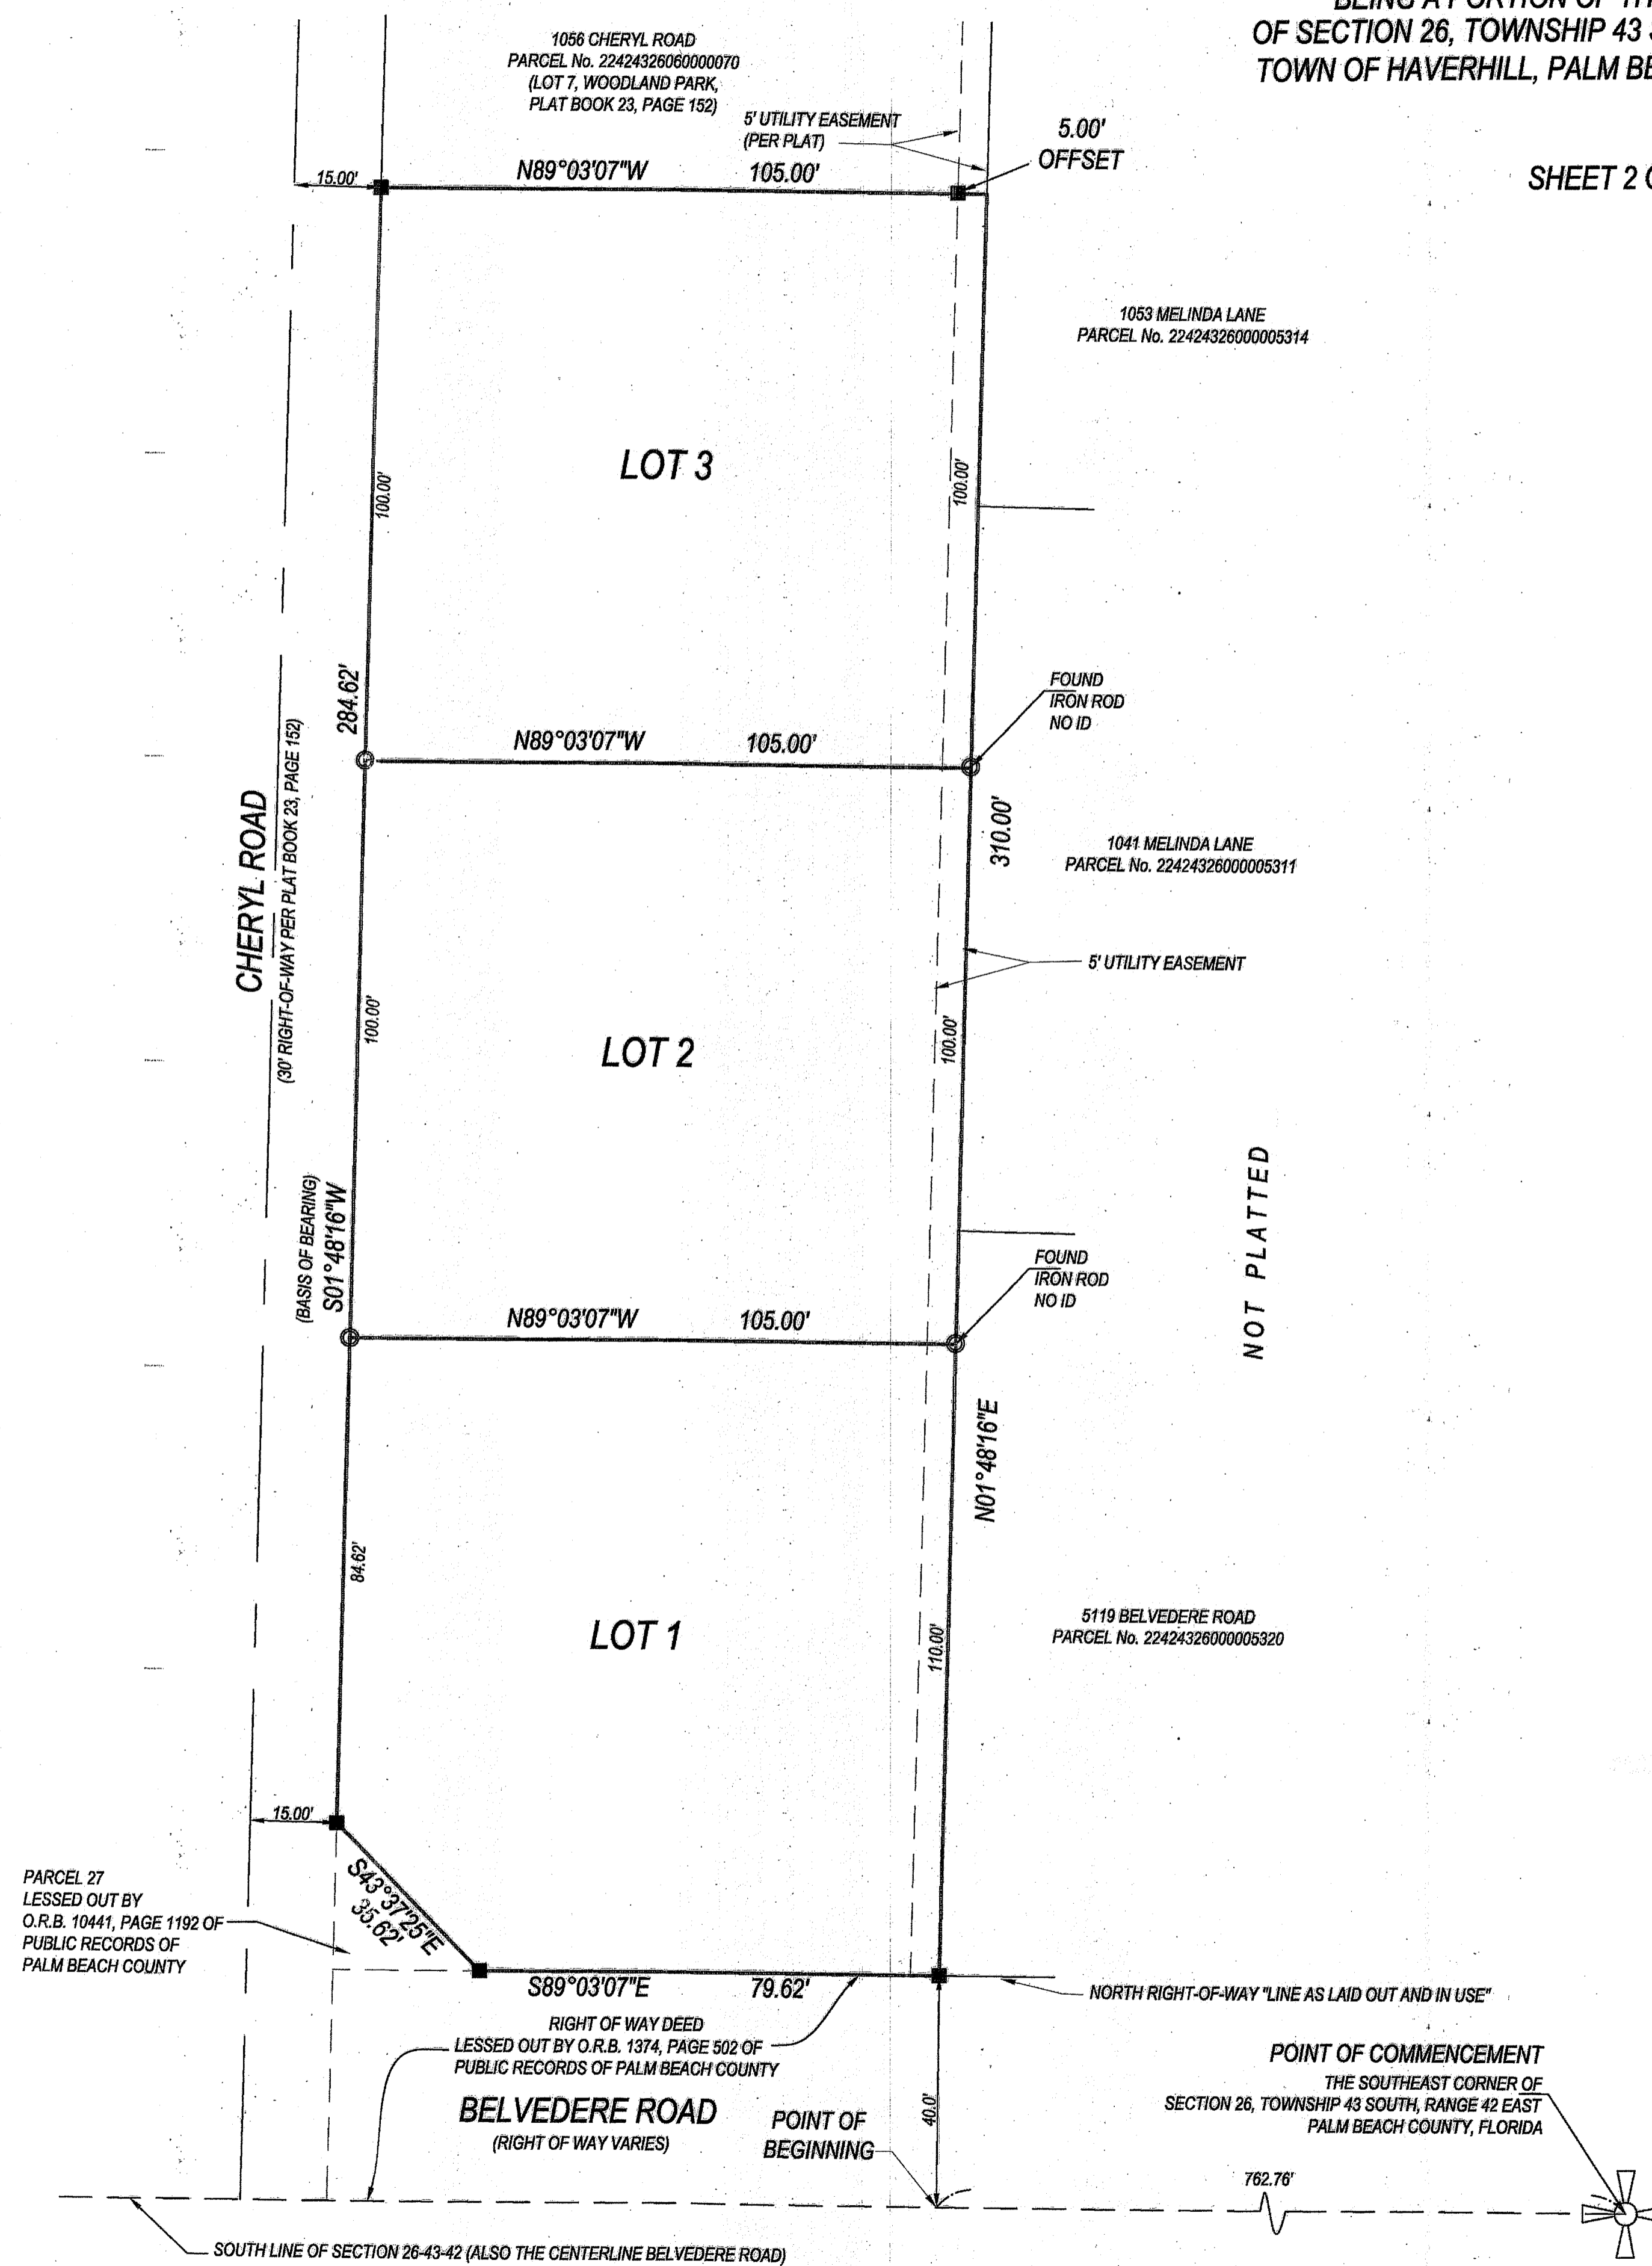 BEING A PORTION OF
OF SECTION 26, TOWNSHIP 43
TOWN OF HAVERHILL, PALM
SHEET 2
1056 CHERYL ROAD
PARCEL No. 22424326060000070
(LOT 7, WOODLAND PARK,
PLAT BOOK 23, PAGE 152)
5' UTILITY EASEMENT
(PER PLAT)
5.00'
OFFSET
15.00'
N89°03'07"W 105.00'
1053 MELINDA LANE
PARCEL No. 22424326000005314
LOT 3
100.00'
100.00'
284.62'
FOUND
IRON ROD
NO ID
N89°03'07"W 105.00'
CHERYL ROAD
(30' RIGHT-OF-WAY PER PLAT BOOK 23, PAGE 152)
310.00'
1041 MELINDA LANE
PARCEL No. 22424326000005311
5' UTILITY EASEMENT
100.00'
100.00'
LOT 2
NOT PLATTED
(BASIS OF BEARING)
S01°48'16"W
FOUND
IRON ROD
NO ID
N89°03'07"W 105.00'
N01°48'16"E
84.62'
LOT 1
110.00'
5119 BELVEDERE ROAD
PARCEL No. 22424326000005320
15.00'
S43°37'25"E
35.62'
PARCEL 27
LESSED OUT BY
O.R.B. 10441, PAGE 1192 OF
PUBLIC RECORDS OF
PALM BEACH COUNTY
S89°03'07"E 79.62'
NORTH RIGHT-OF-WAY "LINE AS LAID OUT AND IN USE"
RIGHT OF WAY DEED
LESSED OUT BY O.R.B. 1374, PAGE 502 OF
PUBLIC RECORDS OF PALM BEACH COUNTY
BELVEDERE ROAD
(RIGHT OF WAY VARIES)
POINT OF
BEGINNING
40.0'
POINT OF COMMENCEMENT
THE SOUTHEAST CORNER OF
SECTION 26, TOWNSHIP 43 SOUTH, RANGE 42 EAST
PALM BEACH COUNTY, FLORIDA
762.76'
SOUTH LINE OF SECTION 26-43-42 (ALSO THE CENTERLINE BELVEDERE ROAD)